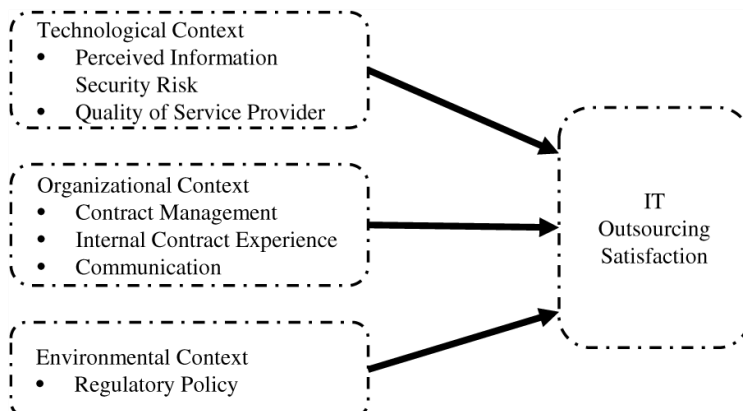 Technological Context
• Perceived Information
Security Risk
• Quality of Service Provider
Organizational Context
• Contract Management
• Internal Contract Experience
• Communication
Environmental Context
• Regulatory Policy
IT
Outsourcing
Satisfaction